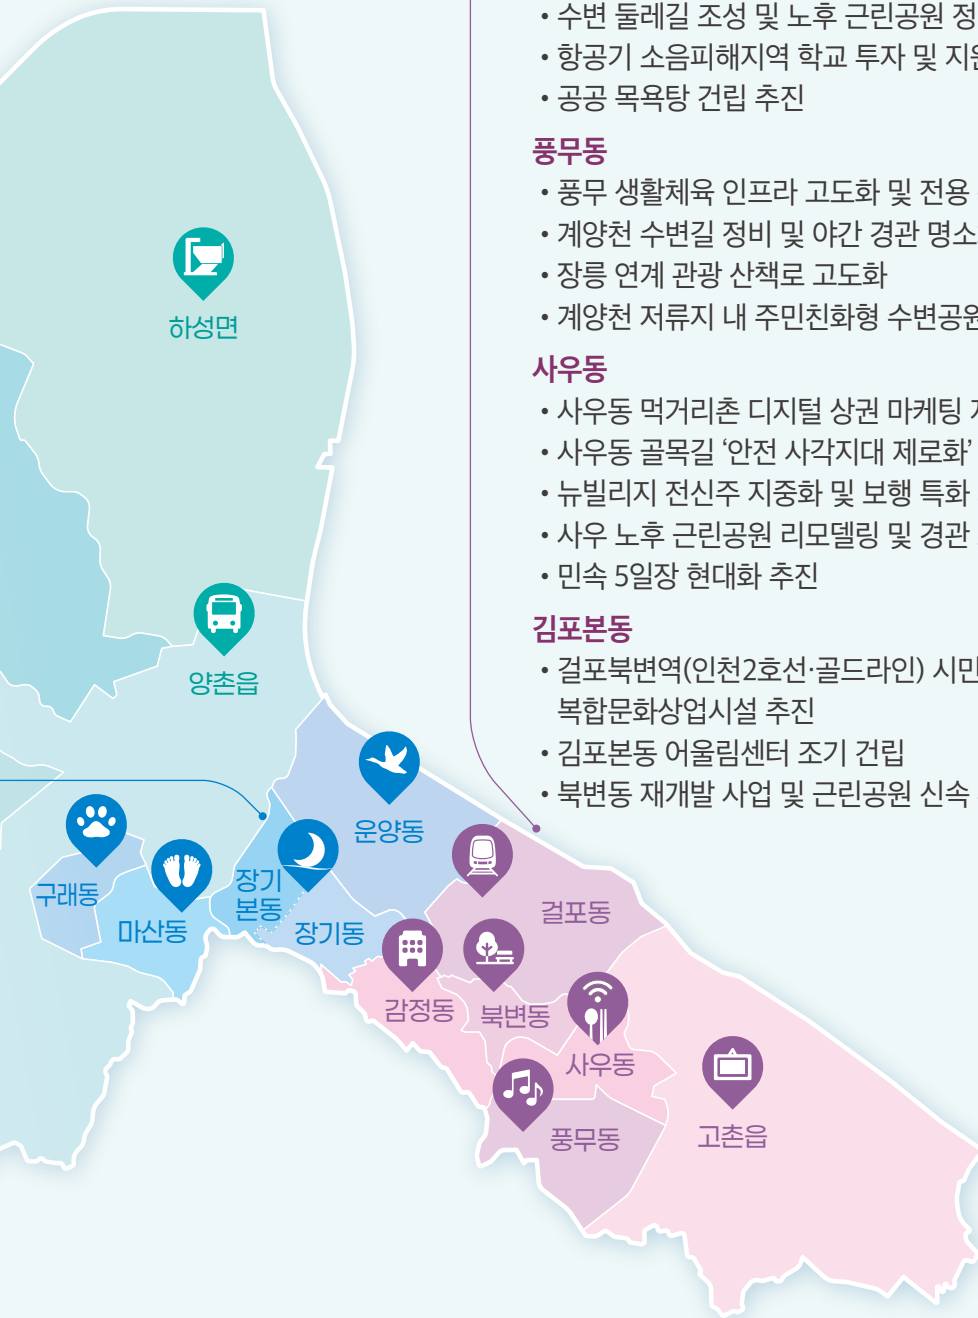 • 수변 둘레길 조성 및 노후 근린공원
• 항공기 소음피해지역 학교 투자 및
• 공공 목욕탕 건립 추진
풍무동
• 풍무 생활체육 인프라 고도화 및 전용
• 계양천 수변길 정비 및 야간 경관 명소
• 장릉 연계 관광 산책로 고도화
• 계양천 저류지 내 주민친화형 수변공원
사우동
• 사우동 먹거리촌 디지털 상권 마케팅
• 사우동 골목길 ‘안전 사각지대 제로화’
• 뉴빌리지 전신주 지중화 및 보행 특화
• 사우 노후 근린공원 리모델링 및 경관
• 민속 5일장 현대화 추진
김포본동
• 걸포북변역(인천2호선·골드라인) 시민
복합문화상업시설 추진
• 김포본동 어울림센터 조기 건립
• 북변동 재개발 사업 및 근린공원 신속
하성면
양촌읍
운양동
구래동
마산동
장기
본동
장기동
걸포동
감정동
북변동
사우동
풍무동
고촌읍